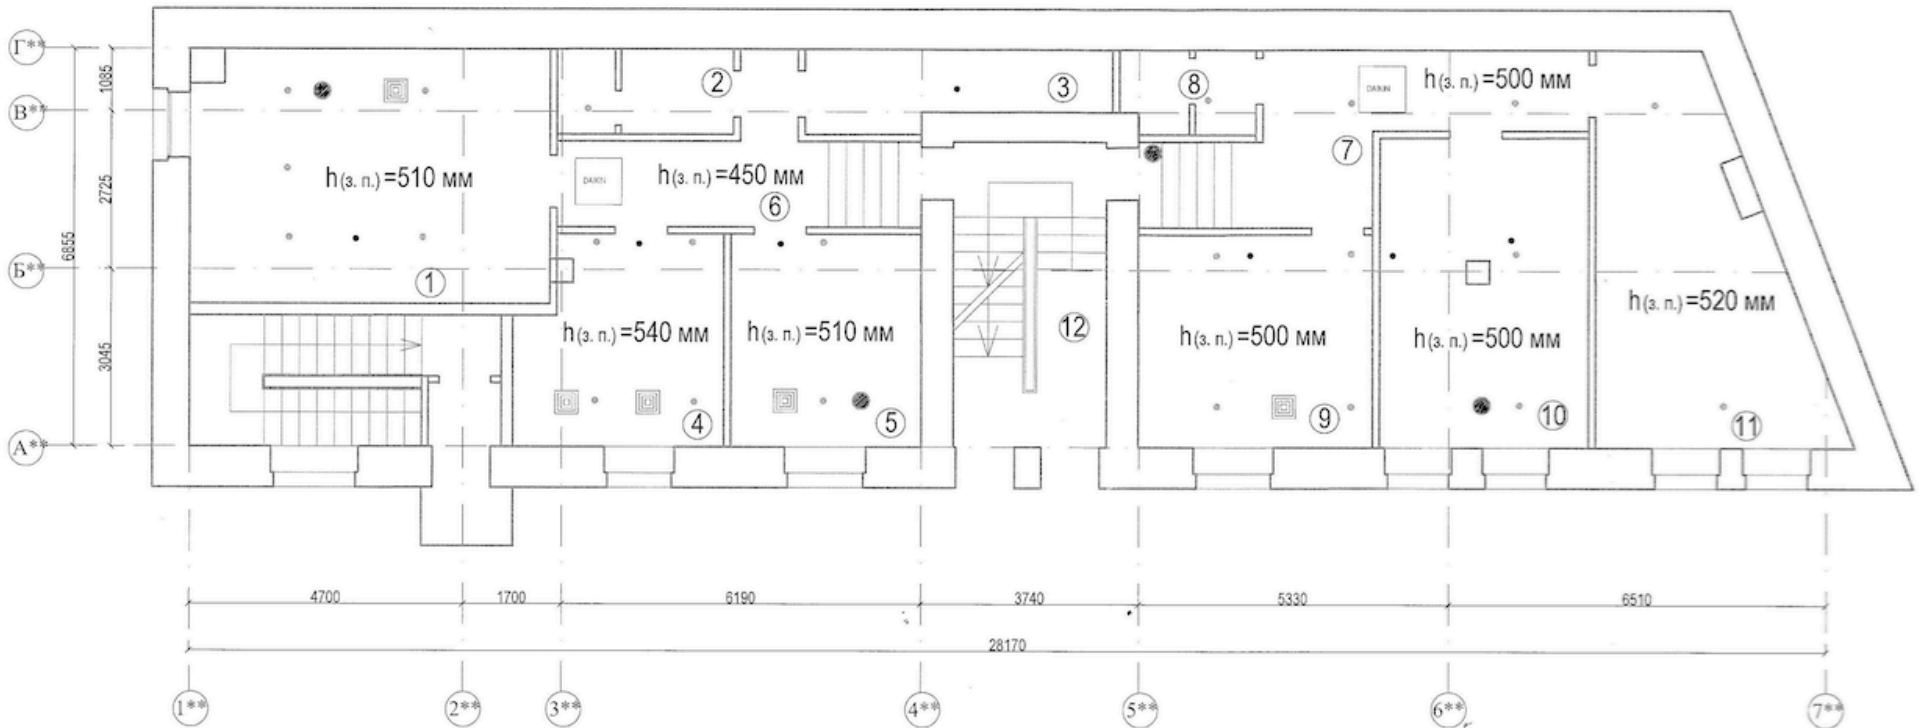 Г**
1085
2
3
8
DAIKIN
h(з. п.)=500 мм
В**
7
2725
h(з. п.)=510 мм
DAIKIN
h(з. п.)=450 мм
6
6855
Б**
1
h(з. п.)=520 мм
3045
h(з. п.)=540 мм
h(з. п.)=510 мм
12
h(з. п.)=500 мм
h(з. п.)=500 мм
4
5
9
10
11
А**
4700
1700
6190
3740
5330
6510
28170
1**
2**
3**
4**
5**
6**
7**